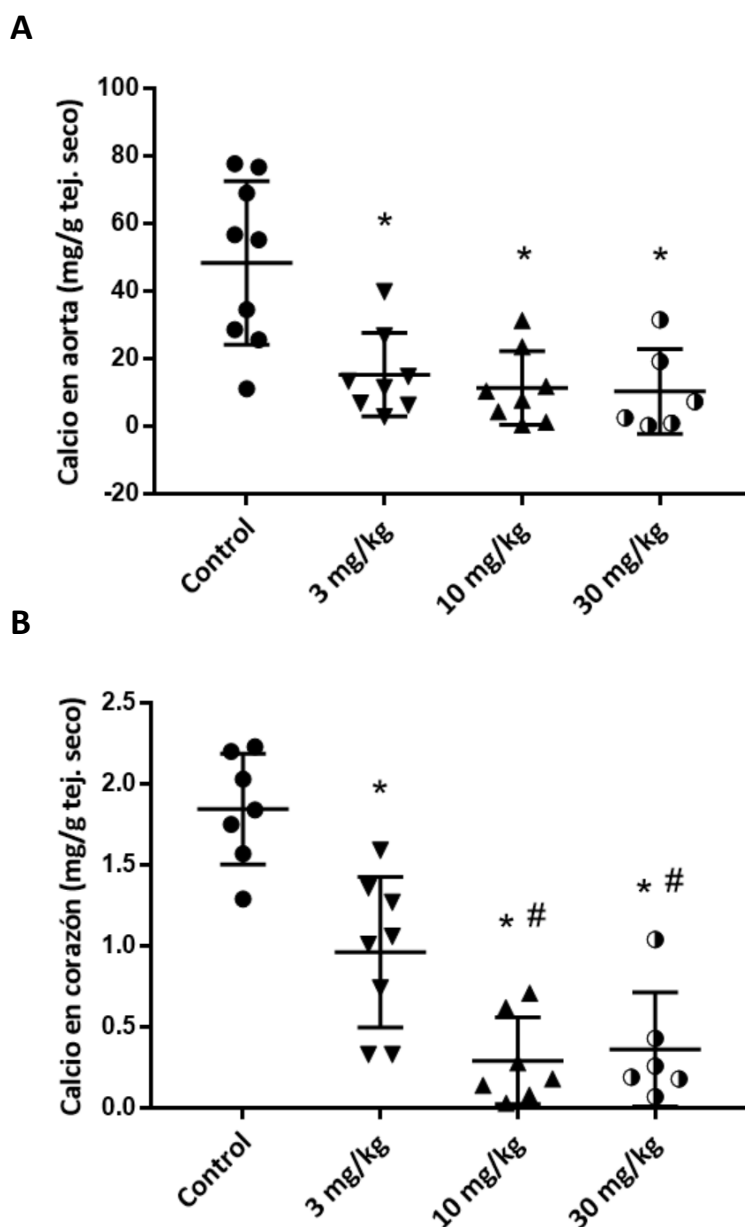 A
Calcio en aorta (mg/g tej. seco)
100
80
60
40
20
0
-20
* * *
Control
3 mg/kg
10 mg/kg
30 mg/kg
B
Calcio en corazón (mg/g tej. seco)
2.5
2.0
1.5
1.0
0.5
0.0
*
* #
* #
Control
3 mg/kg
10 mg/kg
30 mg/kg